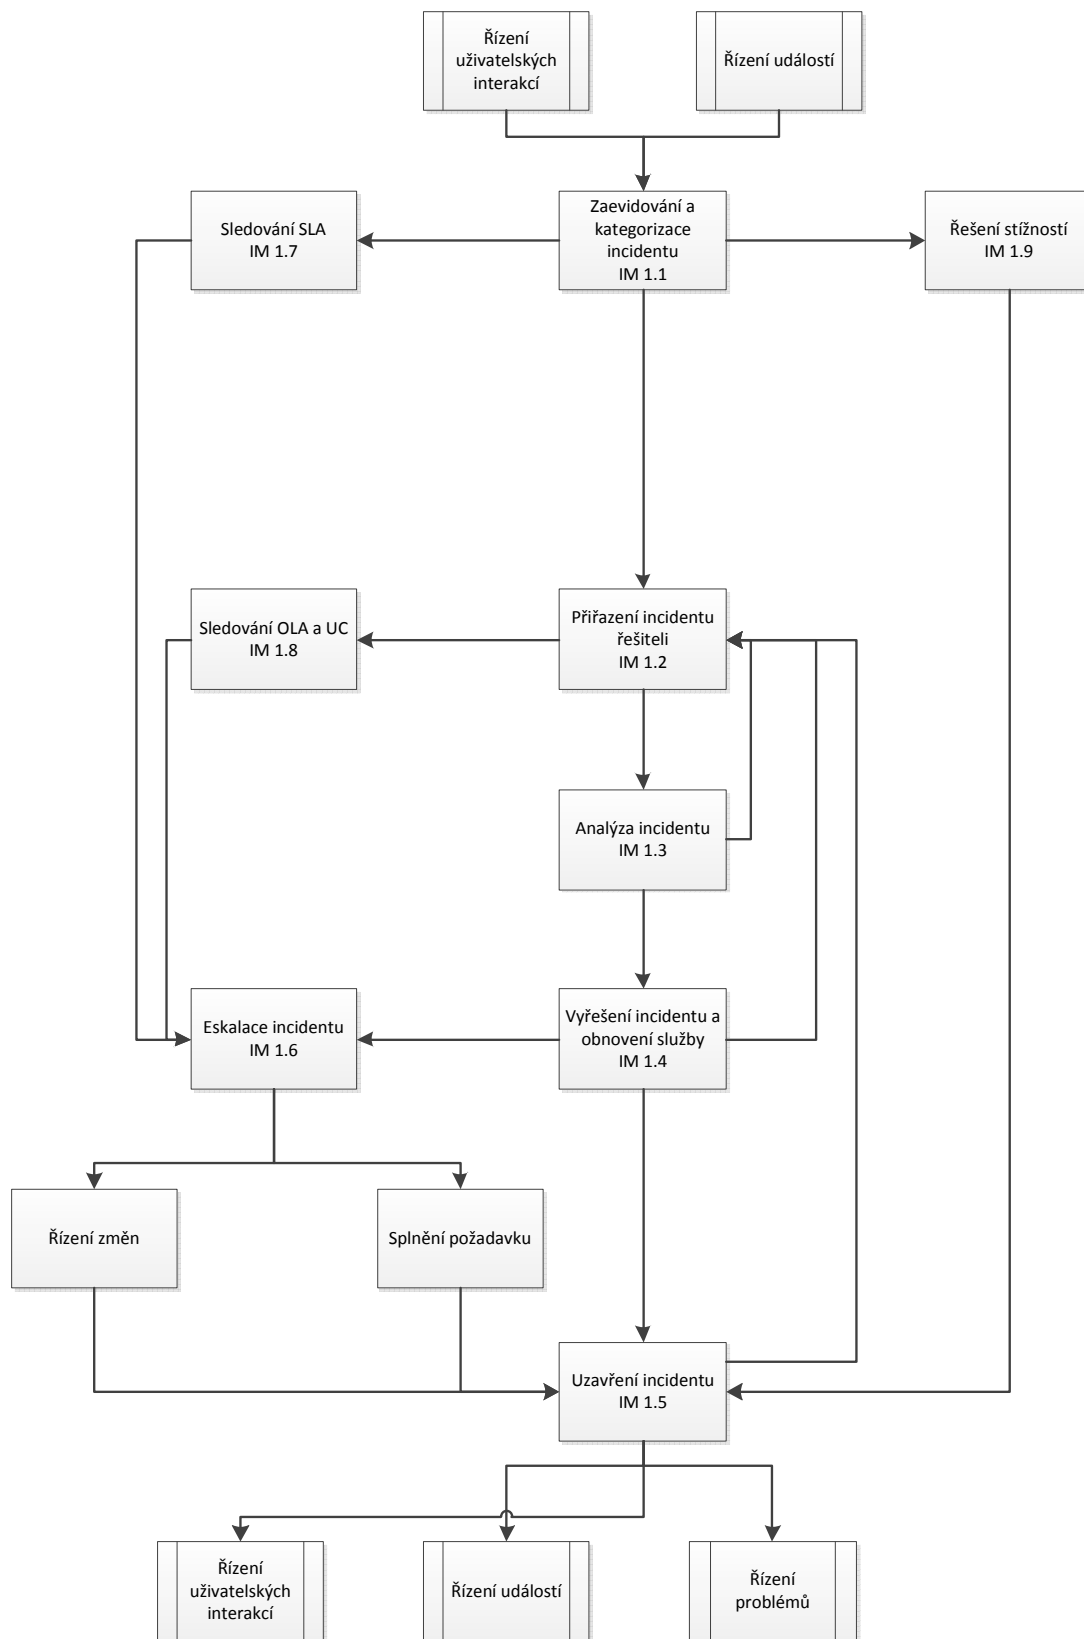 Řízení
uživatelských
interakcí
Řízení událostí
Sledování SLA
IM 1.7
Zaevidování a
kategorizace
incidentu
IM 1.1
Řešení stížností
IM 1.9
Sledování OLA a UC
IM 1.8
Přiřazení incidentu
řešiteli
IM 1.2
Analýza incidentu
IM 1.3
Eskalace incidentu
IM 1.6
Vyřešení incidentu a
obnovení služby
IM 1.4
Řízení změn
Splnění požadavku
Uzavření incidentu
IM 1.5
Řízení
uživatelských
interakcí
Řízení událostí
Řízení
problémů